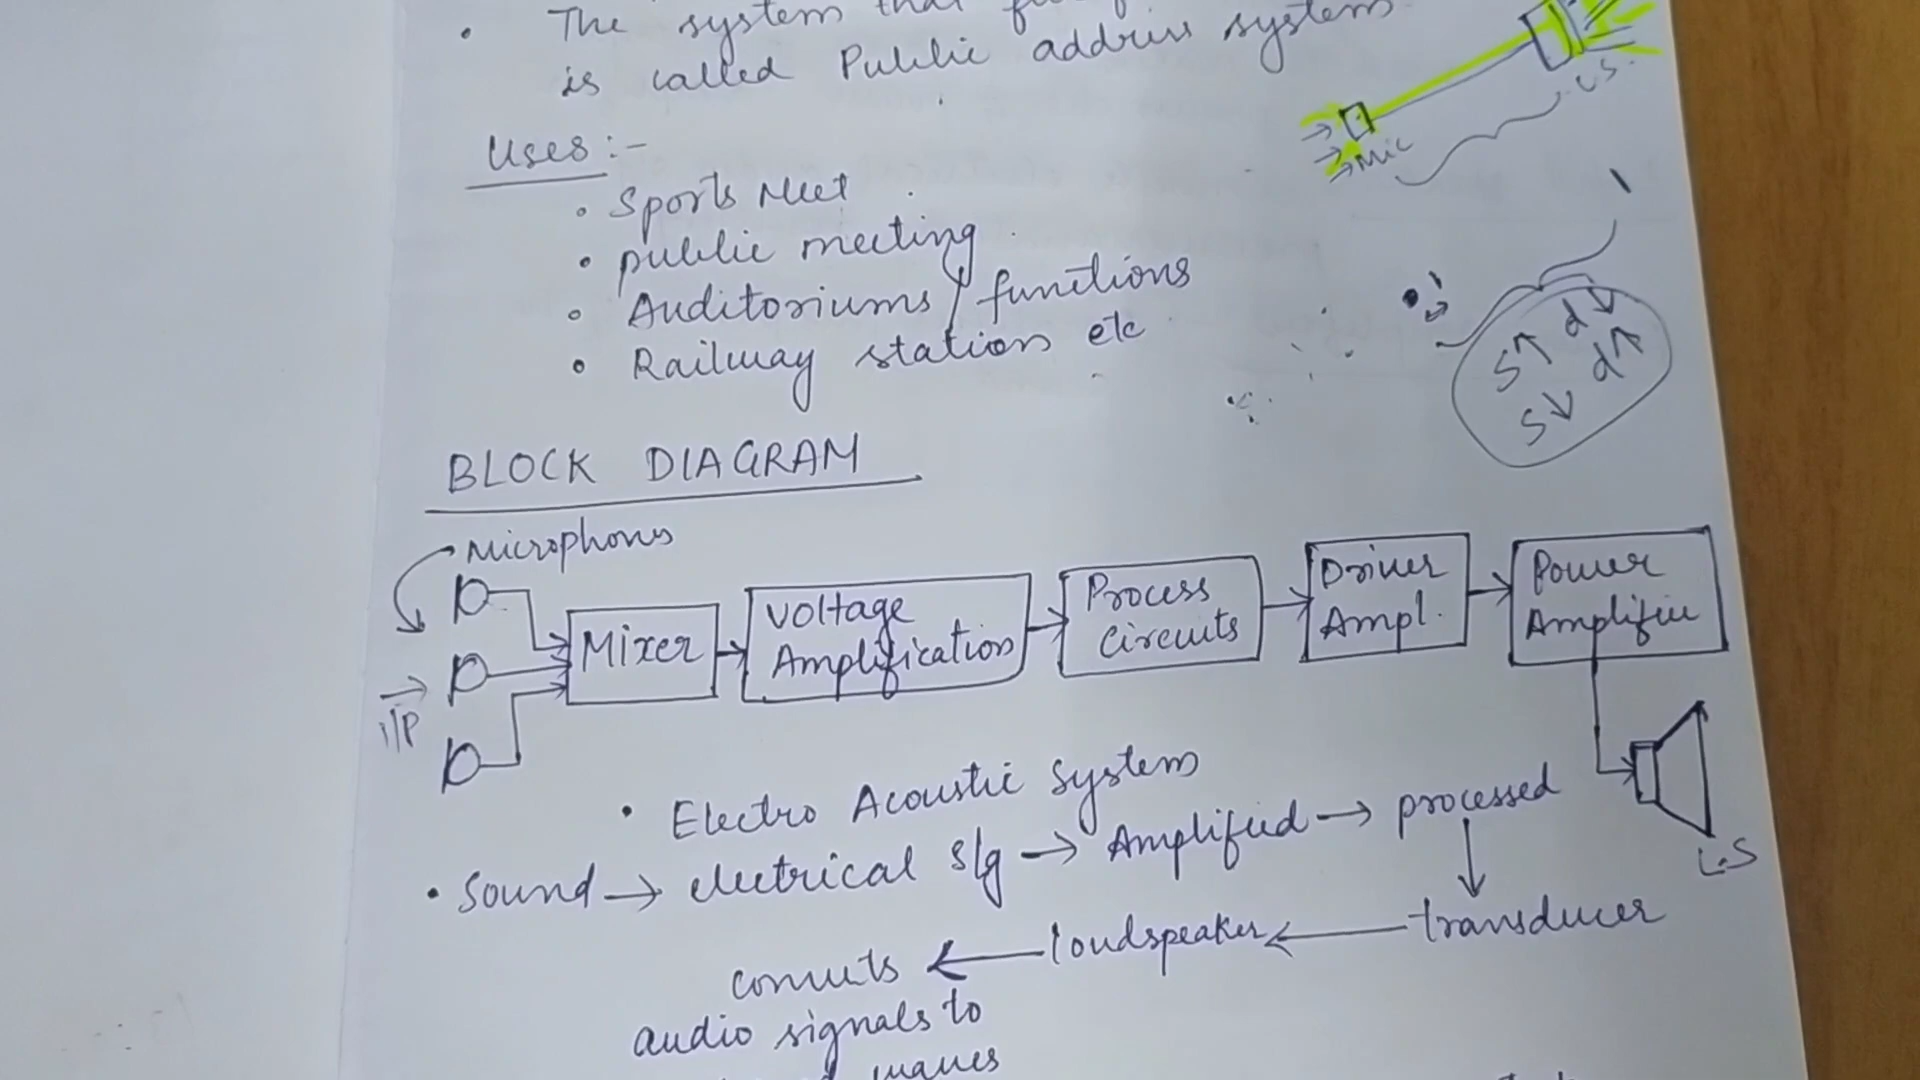 • The system that
is called Public address system
L.S.
→ Mic
Uses :-
• Sports Meet
• public meeting
• Auditoriums / functions
• Railway station etc
S↑ d↓
S↓ d↑
BLOCK DIAGRAM
Microphones
i/P
Mixer
Voltage
Amplification
Process
Circuits
Driver
Ampl.
Power
Amplifier
L.S
• Electro Acoustic System
• Sound → electrical s/g → Amplified → processed
converts ← loudspeaker ← transducer
audio signals to
waves